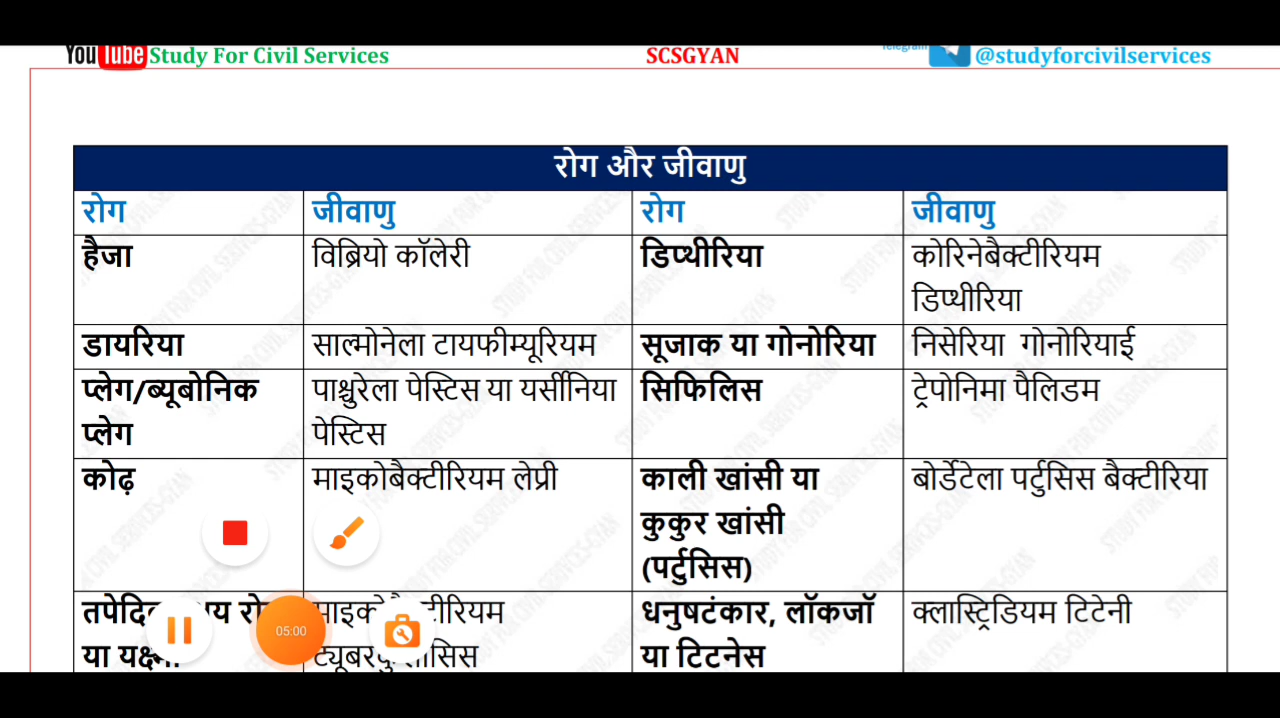 YouTube Study For Civil Services SCSGYAN Telegram @studyforcivilservices
रोग और जीवाणु
रोग जीवाणु रोग जीवाणु
हैजा विब्रियो कॉलेरी डिप्थीरिया कोरिनेबैक्टीरियम
डिप्थीरिया
डायरिया साल्मोनेला टायफीम्यूरियम सूजाक या गोनोरिया निसेरिया गोनोरियाई
प्लेग/ब्यूबोनिक पाश्चुरेला पेस्टिस या यर्सीनिया सिफिलिस ट्रेपोनिमा पैलिडम
प्लेग पेस्टिस
कोढ़ माइकोबैक्टीरियम लेप्री काली खांसी या बोर्डेटेला पर्टुसिस बैक्टीरिया
कुकुर खांसी
(पर्टुसिस)
धनुषटंकार, लॉकजॉ क्लास्ट्रिडियम टिटेनी
या या टिटनेस
05:00